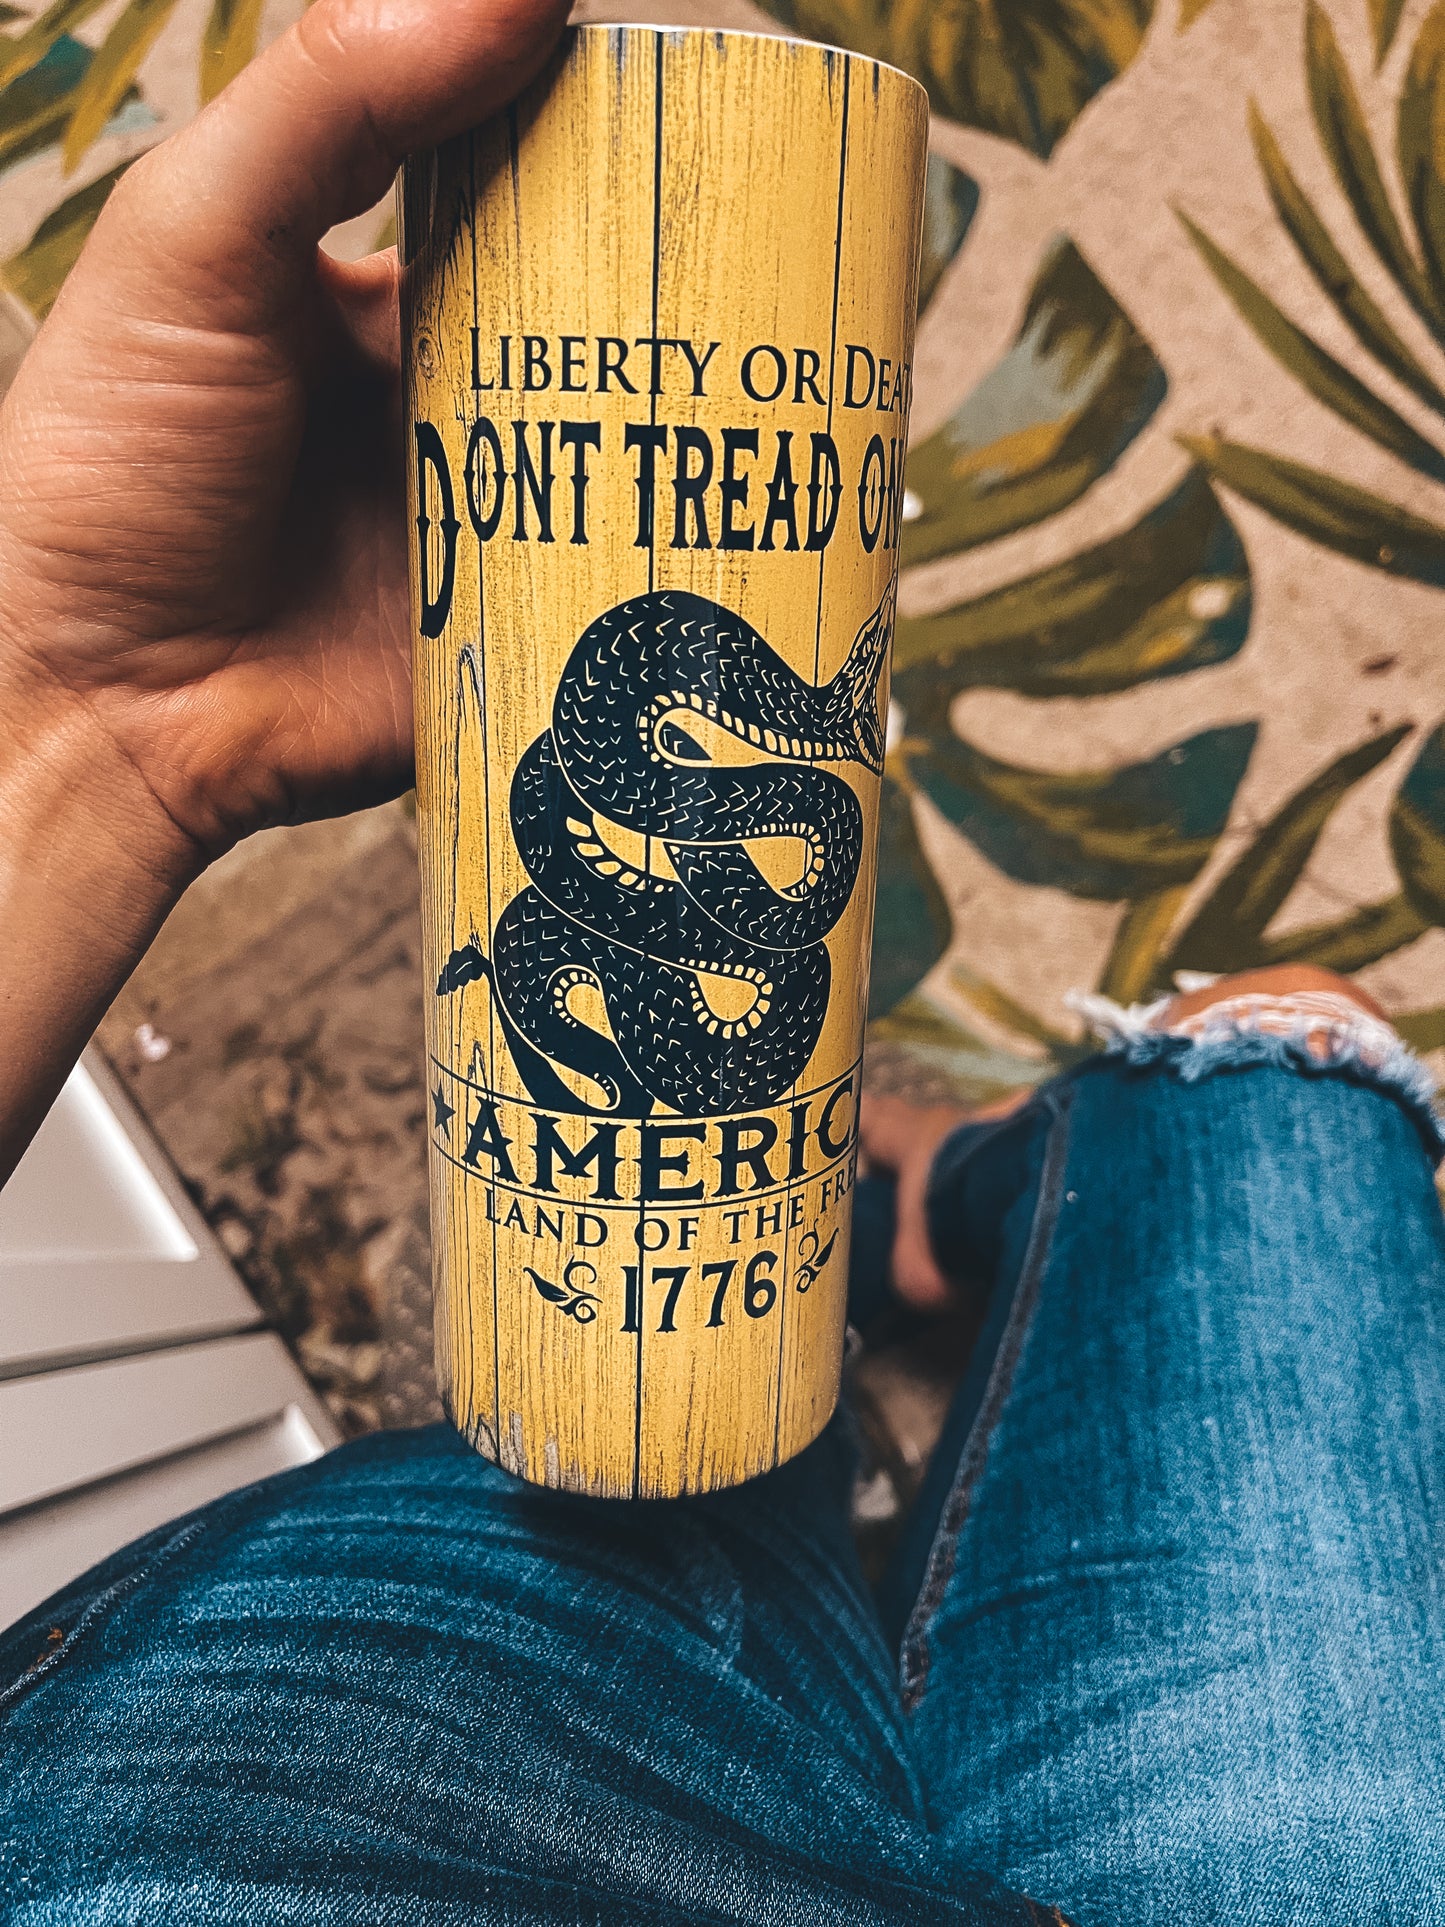 LIBERTY OR DEAT
DONT TREAD ON
AMERIC
LAND OF THE FRE
1776